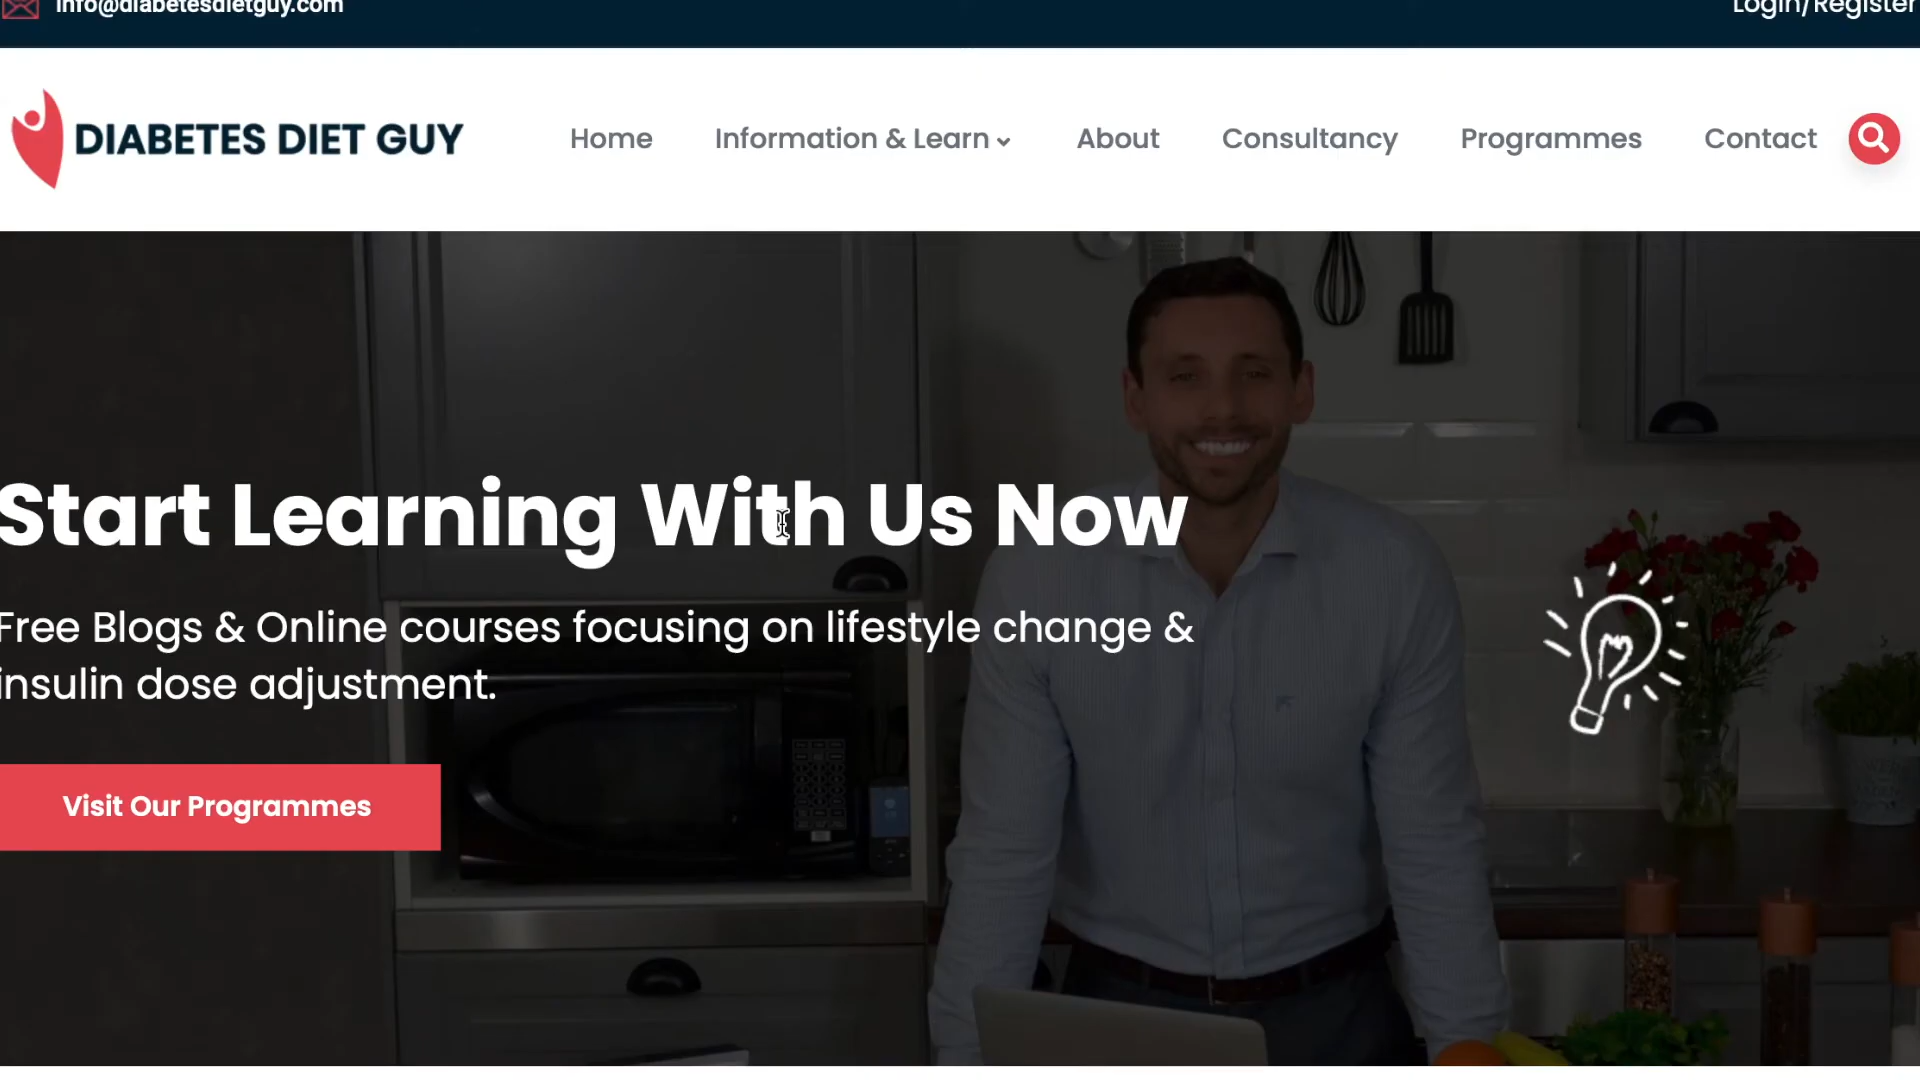 info@diabetesdietguy.com
Login/Register
DIABETES DIET GUY
Home
Information & Learn
About
Consultancy
Programmes
Contact
Start Learning With Us Now
Free Blogs & Online courses focusing on lifestyle change &
insulin dose adjustment.
Visit Our Programmes